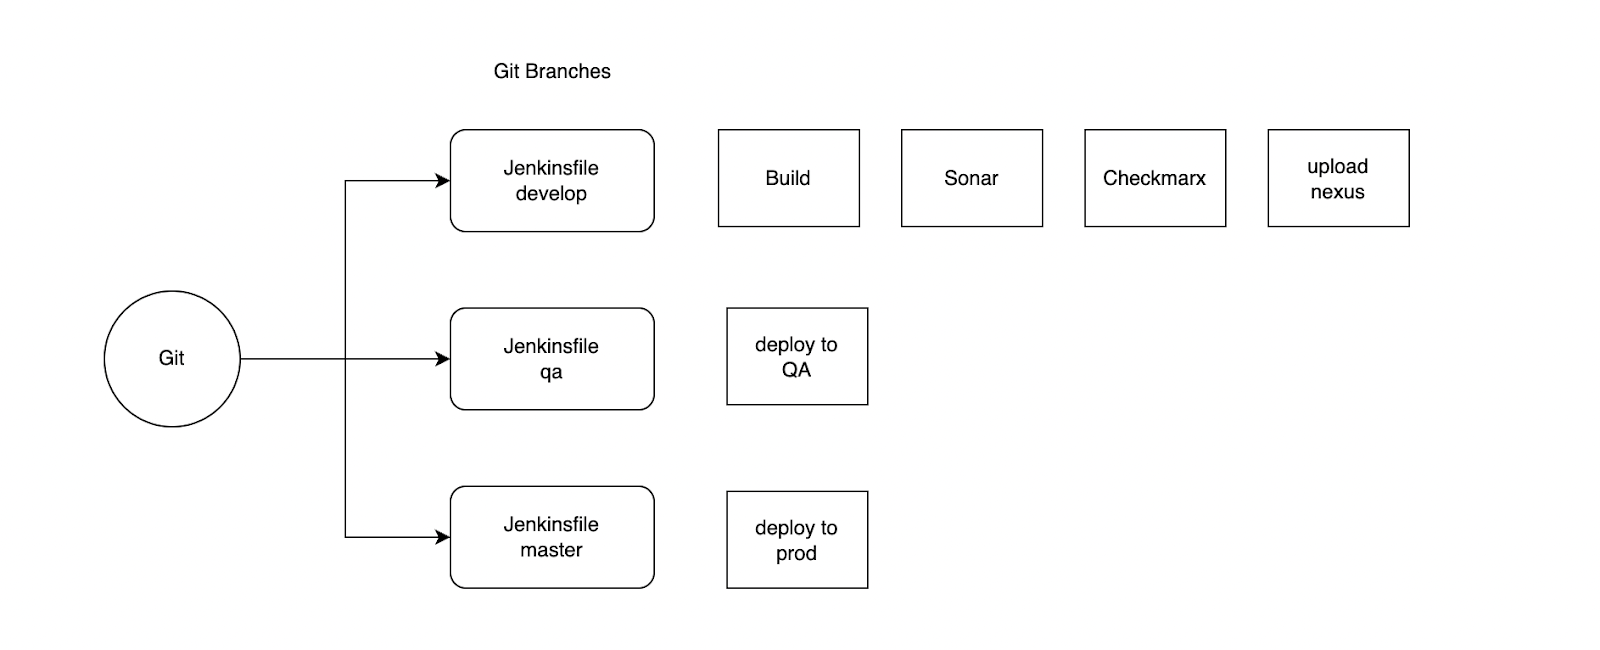 Git Branches
Jenkinsfile
develop
Build
Sonar
Checkmarx
upload
nexus
Git
Jenkinsfile
qa
deploy to
QA
Jenkinsfile
master
deploy to
prod